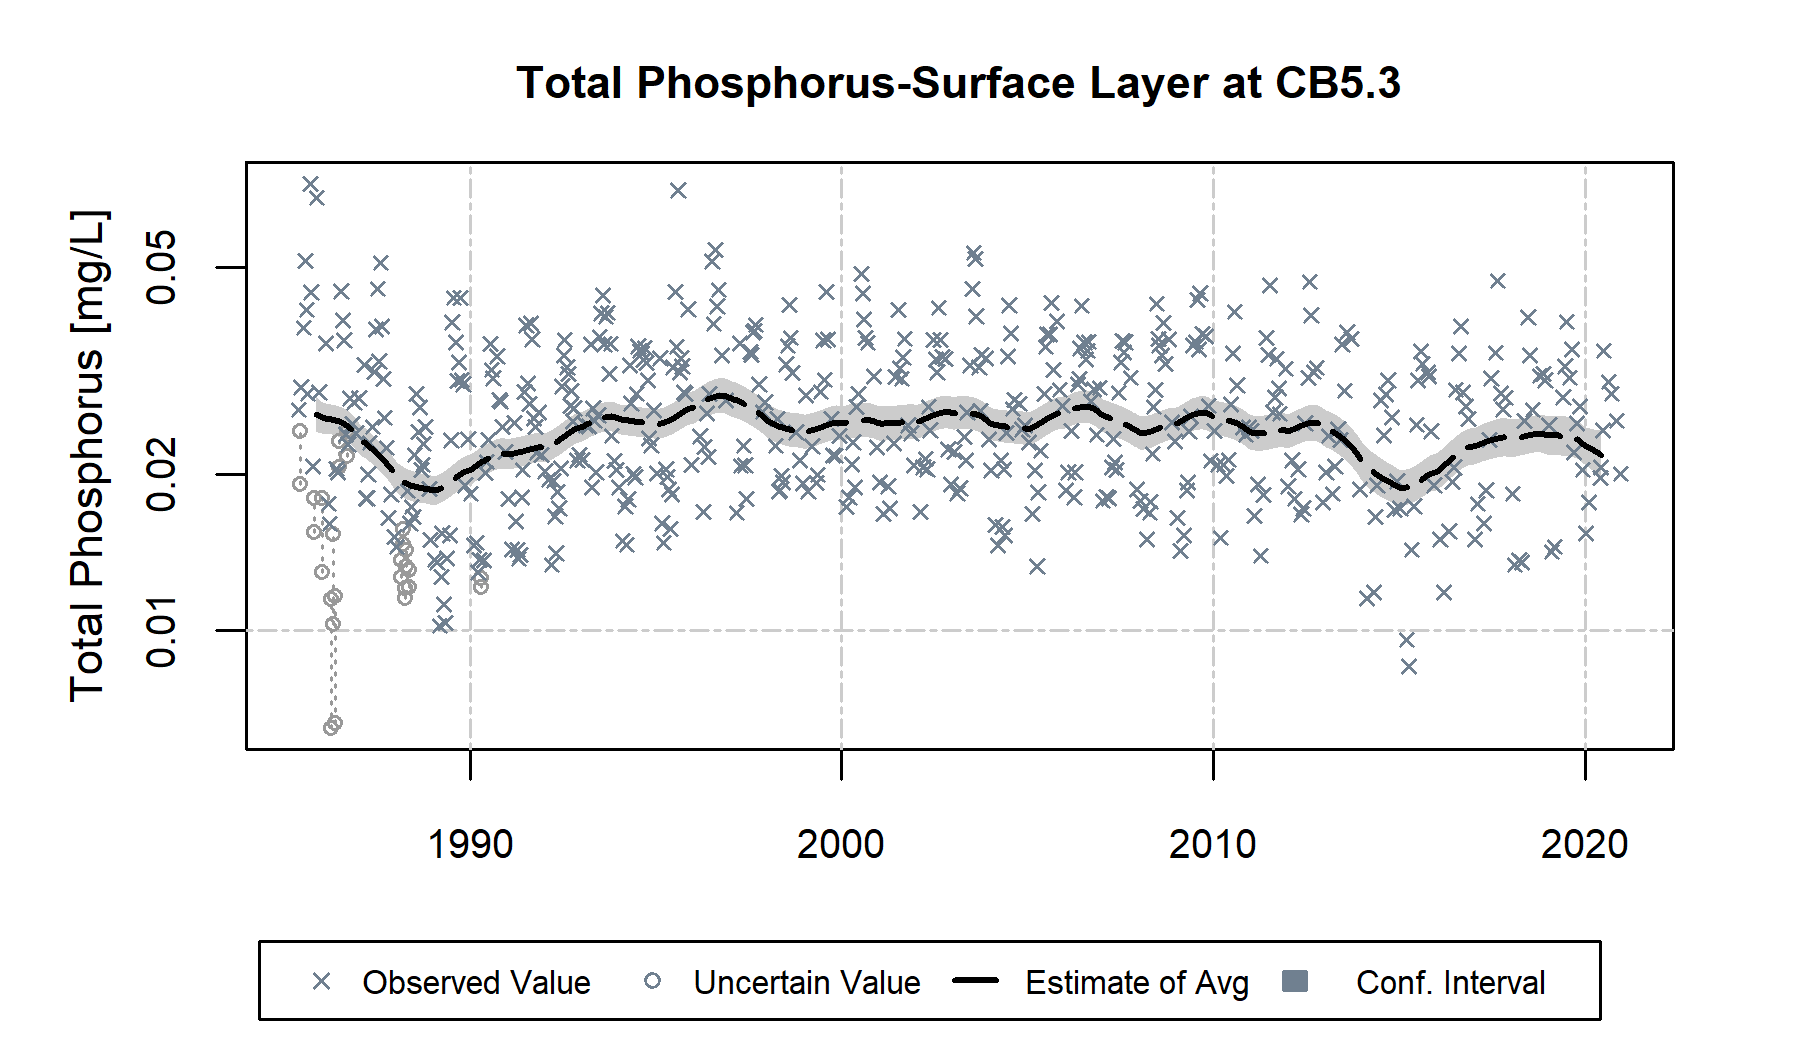 Total Phosphorus-Surface Layer at CB5.3
Total Phosphorus [mg/L]
0.05
0.02
0.01
1990
2000
2010
2020
Observed Value
Uncertain Value
Estimate of Avg
Conf. Interval